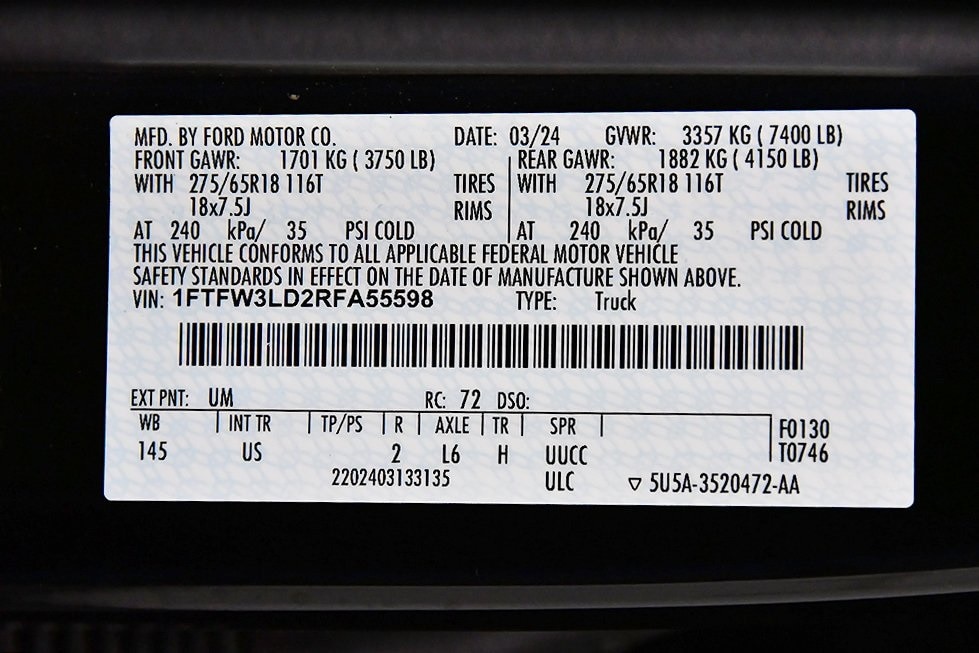 MFD. BY FORD MOTOR CO. DATE: 03/24 GVWR: 3357 KG ( 7400 LB)
FRONT GAWR: 1701 KG ( 3750 LB) REAR GAWR: 1882 KG ( 4150 LB)
WITH 275/65R18 116T TIRES WITH 275/65R18 116T TIRES
18x7.5J RIMS 18x7.5J RIMS
AT 240 kPa/ 35 PSI COLD AT 240 kPa/ 35 PSI COLD
THIS VEHICLE CONFORMS TO ALL APPLICABLE FEDERAL MOTOR VEHICLE
SAFETY STANDARDS IN EFFECT ON THE DATE OF MANUFACTURE SHOWN ABOVE.
VIN: 1FTFW3LD2RFA55598 TYPE: Truck
EXT PNT: UM RC: 72 DSO:
WB INT TR TP/PS R AXLE TR SPR F0130
145 US 2 L6 H UUCC T0746
2202403133135 ULC ▽ 5U5A-3520472-AA